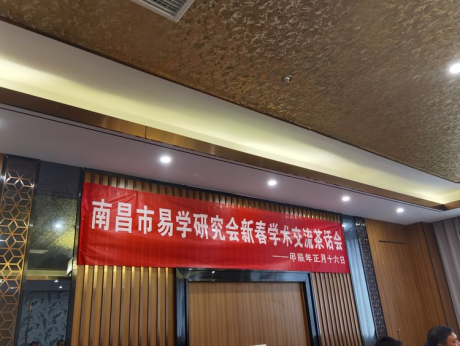 南昌市易学研究会新春学术交流茶话会
——甲辰年正月十六日